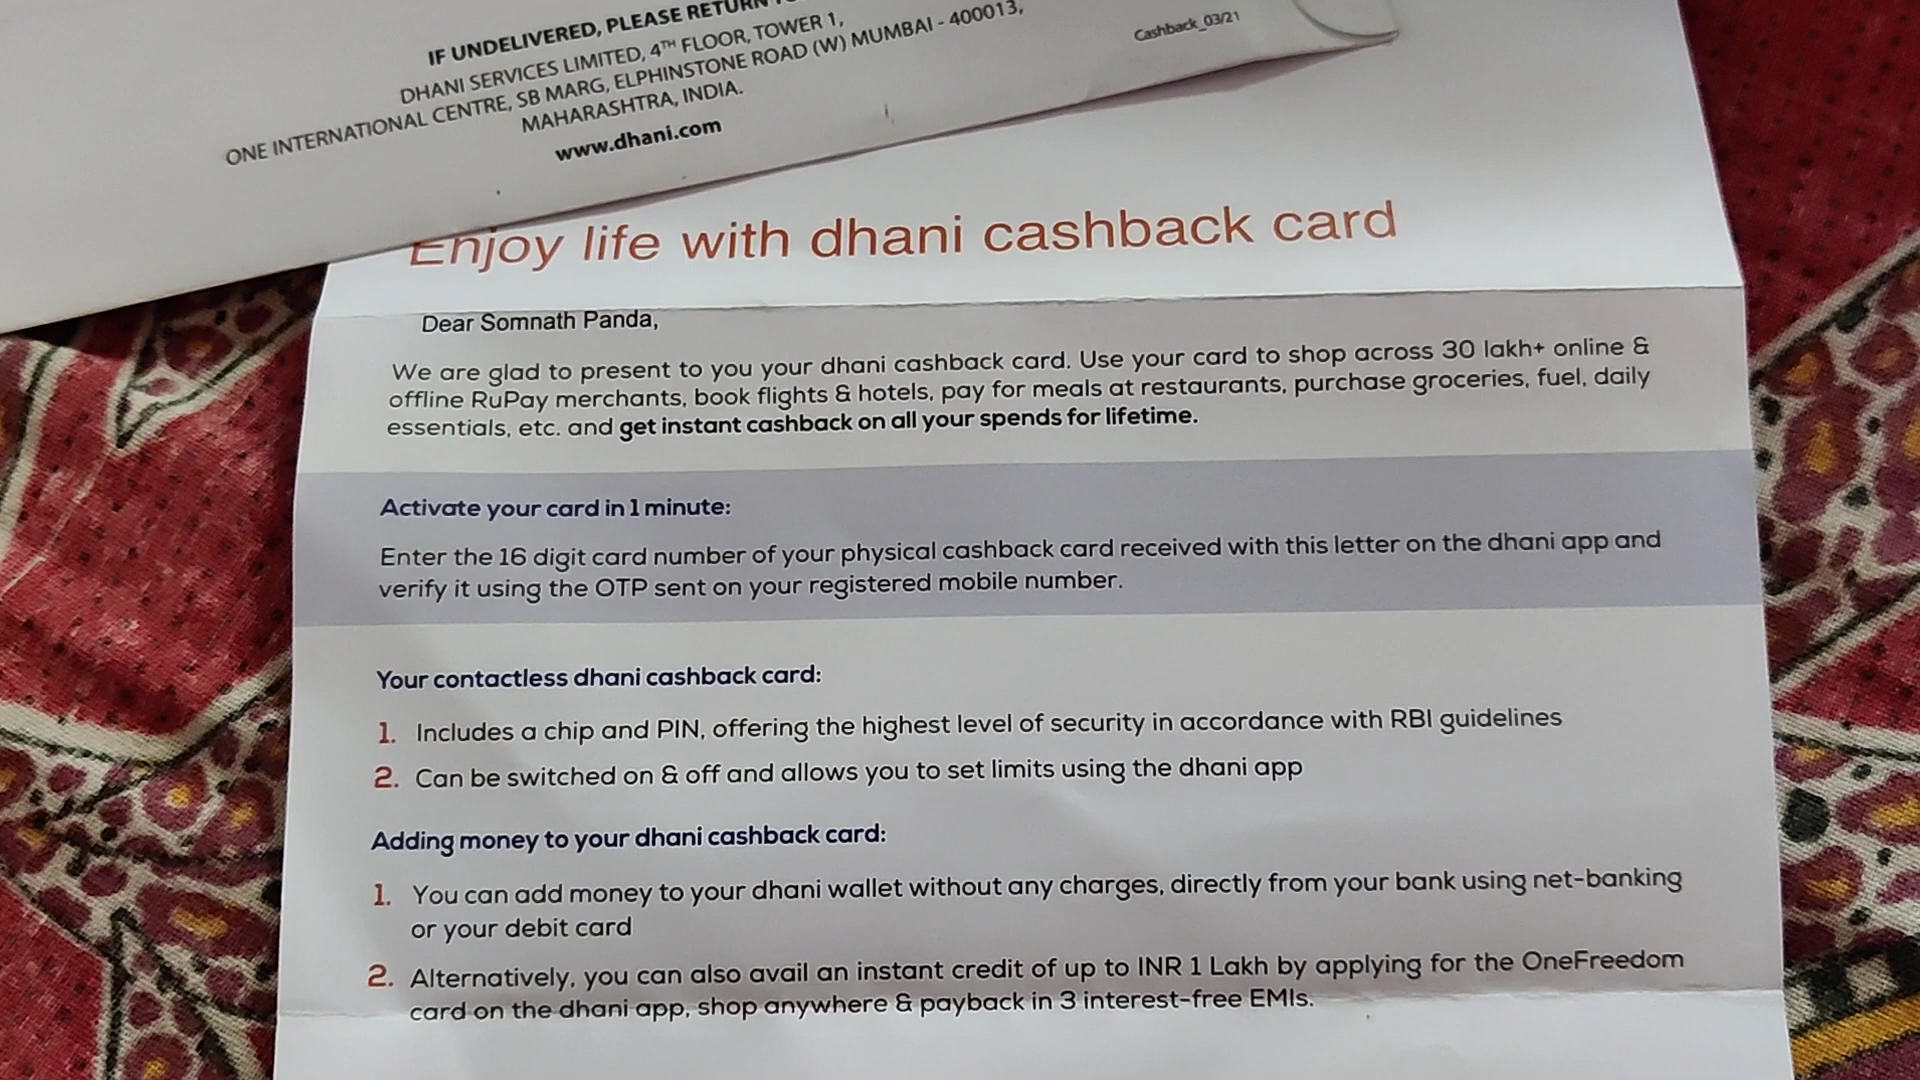 IF UNDELIVERED, PLEASE RETURN
DHANI SERVICES LIMITED, 4TH FLOOR, TOWER 1,
ONE INTERNATIONAL CENTRE, SB MARG, ELPHINSTONE ROAD (W) MUMBAI - 400013,
MAHARASHTRA, INDIA.
www.dhani.com
Cashback_03/21
Enjoy life with dhani cashback card
Dear Somnath Panda,
We are glad to present to you your dhani cashback card. Use your card to shop across 30 lakh+ online &
offline RuPay merchants, book flights & hotels, pay for meals at restaurants, purchase groceries, fuel, daily
essentials, etc. and get instant cashback on all your spends for lifetime.
Activate your card in 1 minute:
Enter the 16 digit card number of your physical cashback card received with this letter on the dhani app and
verify it using the OTP sent on your registered mobile number.
Your contactless dhani cashback card:
1. Includes a chip and PIN, offering the highest level of security in accordance with RBI guidelines
2. Can be switched on & off and allows you to set limits using the dhani app
Adding money to your dhani cashback card:
1. You can add money to your dhani wallet without any charges, directly from your bank using net-banking
or your debit card
2. Alternatively, you can also avail an instant credit of up to INR 1 Lakh by applying for the OneFreedom
card on the dhani app, shop anywhere & payback in 3 interest-free EMIs.